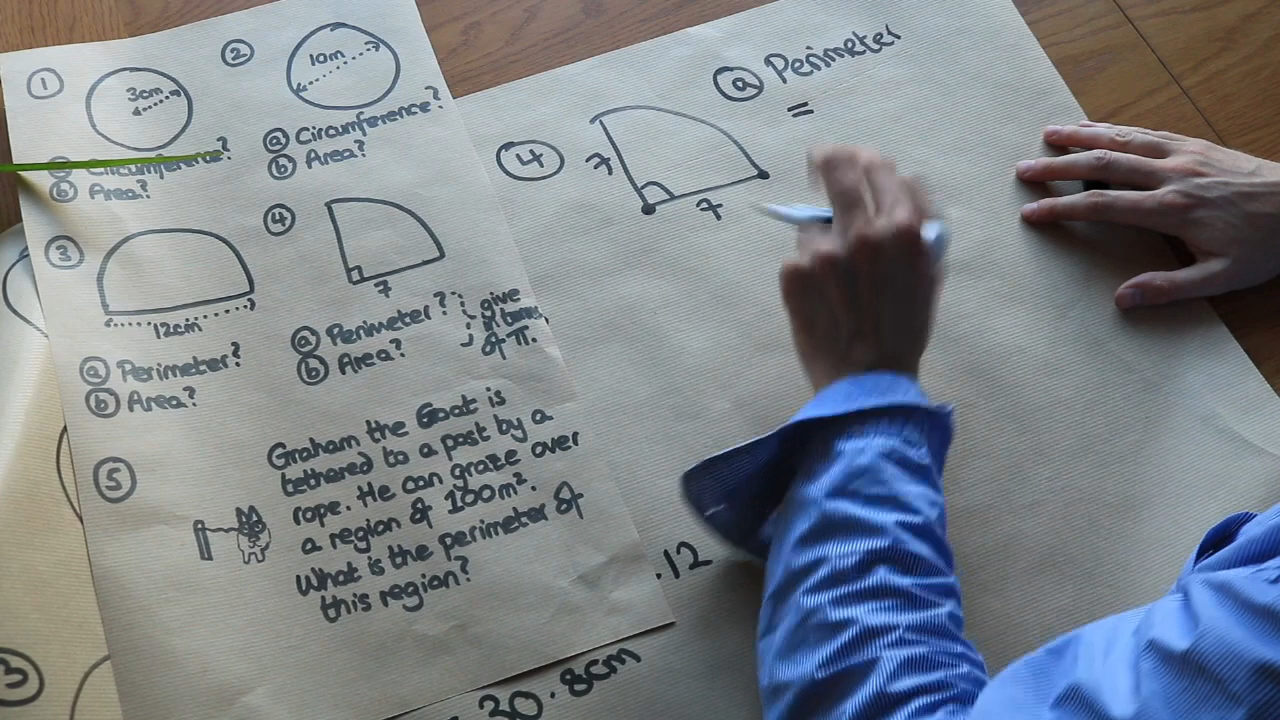 ① 3cm
ⓐ Circumference?
ⓑ Area?
② 10m
ⓐ Circumference?
ⓑ Area?
③
12cm
ⓐ Perimeter?
ⓑ Area?
④
7
ⓐ Perimeter?
ⓑ Area?
give
in terms
of π.
⑤
Graham the Goat is
tethered to a post by a
rope. He can graze over
a region of 100m².
What is the perimeter of
this region?
④
7
7
ⓐ Perimeter
=
.12
30.8cm
3